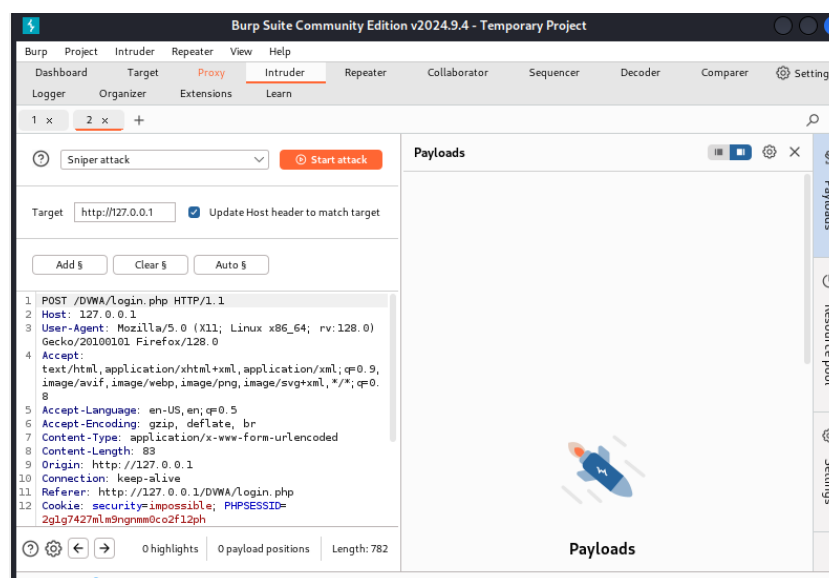 Burp Suite Community Edition v2024.9.4 - Temporary Project
Burp Project Intruder Repeater View Help
Dashboard Target Proxy Intruder Repeater Collaborator Sequencer Decoder Comparer Setting
Logger Organizer Extensions Learn
1 × 2 × +
Sniper attack Start attack
Payloads
Target http://127.0.0.1 Update Host header to match target
Add § Clear § Auto §
1 POST /DVWA/login.php HTTP/1.1
2 Host: 127.0.0.1
3 User-Agent: Mozilla/5.0 (X11; Linux x86_64; rv:128.0)
Gecko/20100101 Firefox/128.0
4 Accept:
text/html,application/xhtml+xml,application/xml;q=0.9,
image/avif,image/webp,image/png,image/svg+xml,*/*;q=0.
8
5 Accept-Language: en-US,en;q=0.5
6 Accept-Encoding: gzip, deflate, br
7 Content-Type: application/x-www-form-urlencoded
8 Content-Length: 83
9 Origin: http://127.0.0.1
10 Connection: keep-alive
11 Referer: http://127.0.0.1/DVWA/login.php
12 Cookie: security=impossible; PHPSESSID=
2g1g7427mlm9ngnmm0co2f12ph
0 highlights 0 payload positions Length: 782
Payloads
Payloads
Resource pool
Settings